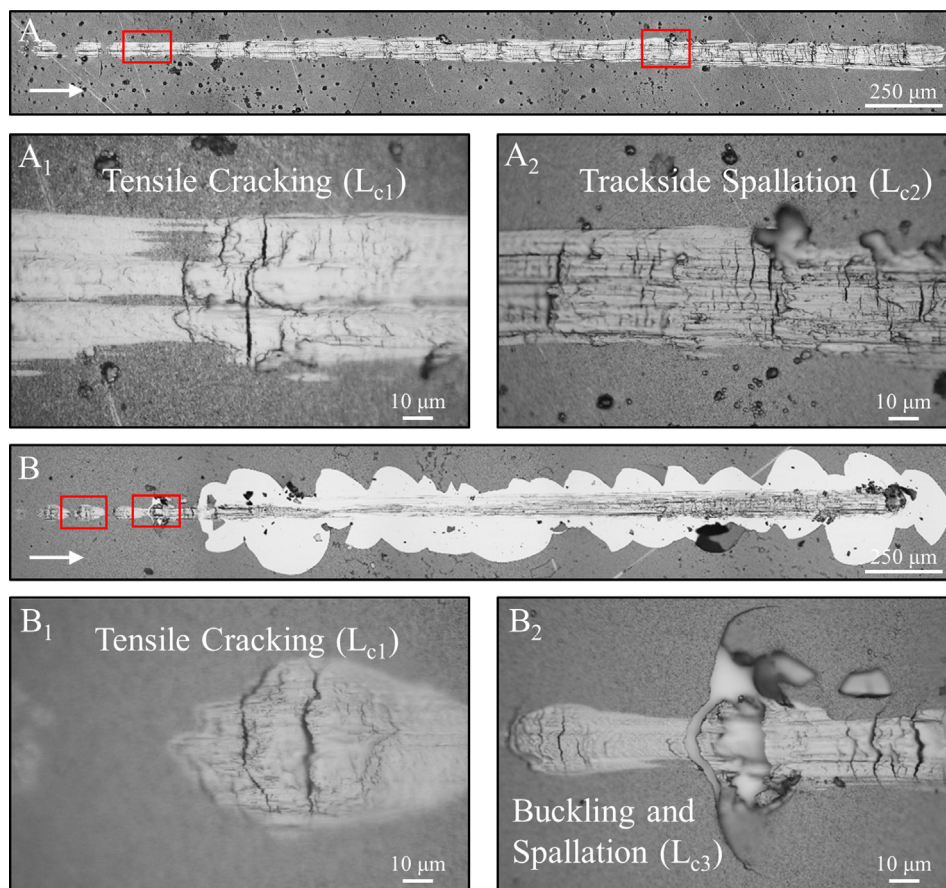 A
250 μm
A1
Tensile Cracking (Lc1)
10 μm
A2
Trackside Spallation (Lc2)
10 μm
B
250 μm
B1
Tensile Cracking (Lc1)
10 μm
B2
Buckling and
Spallation (Lc3)
10 μm